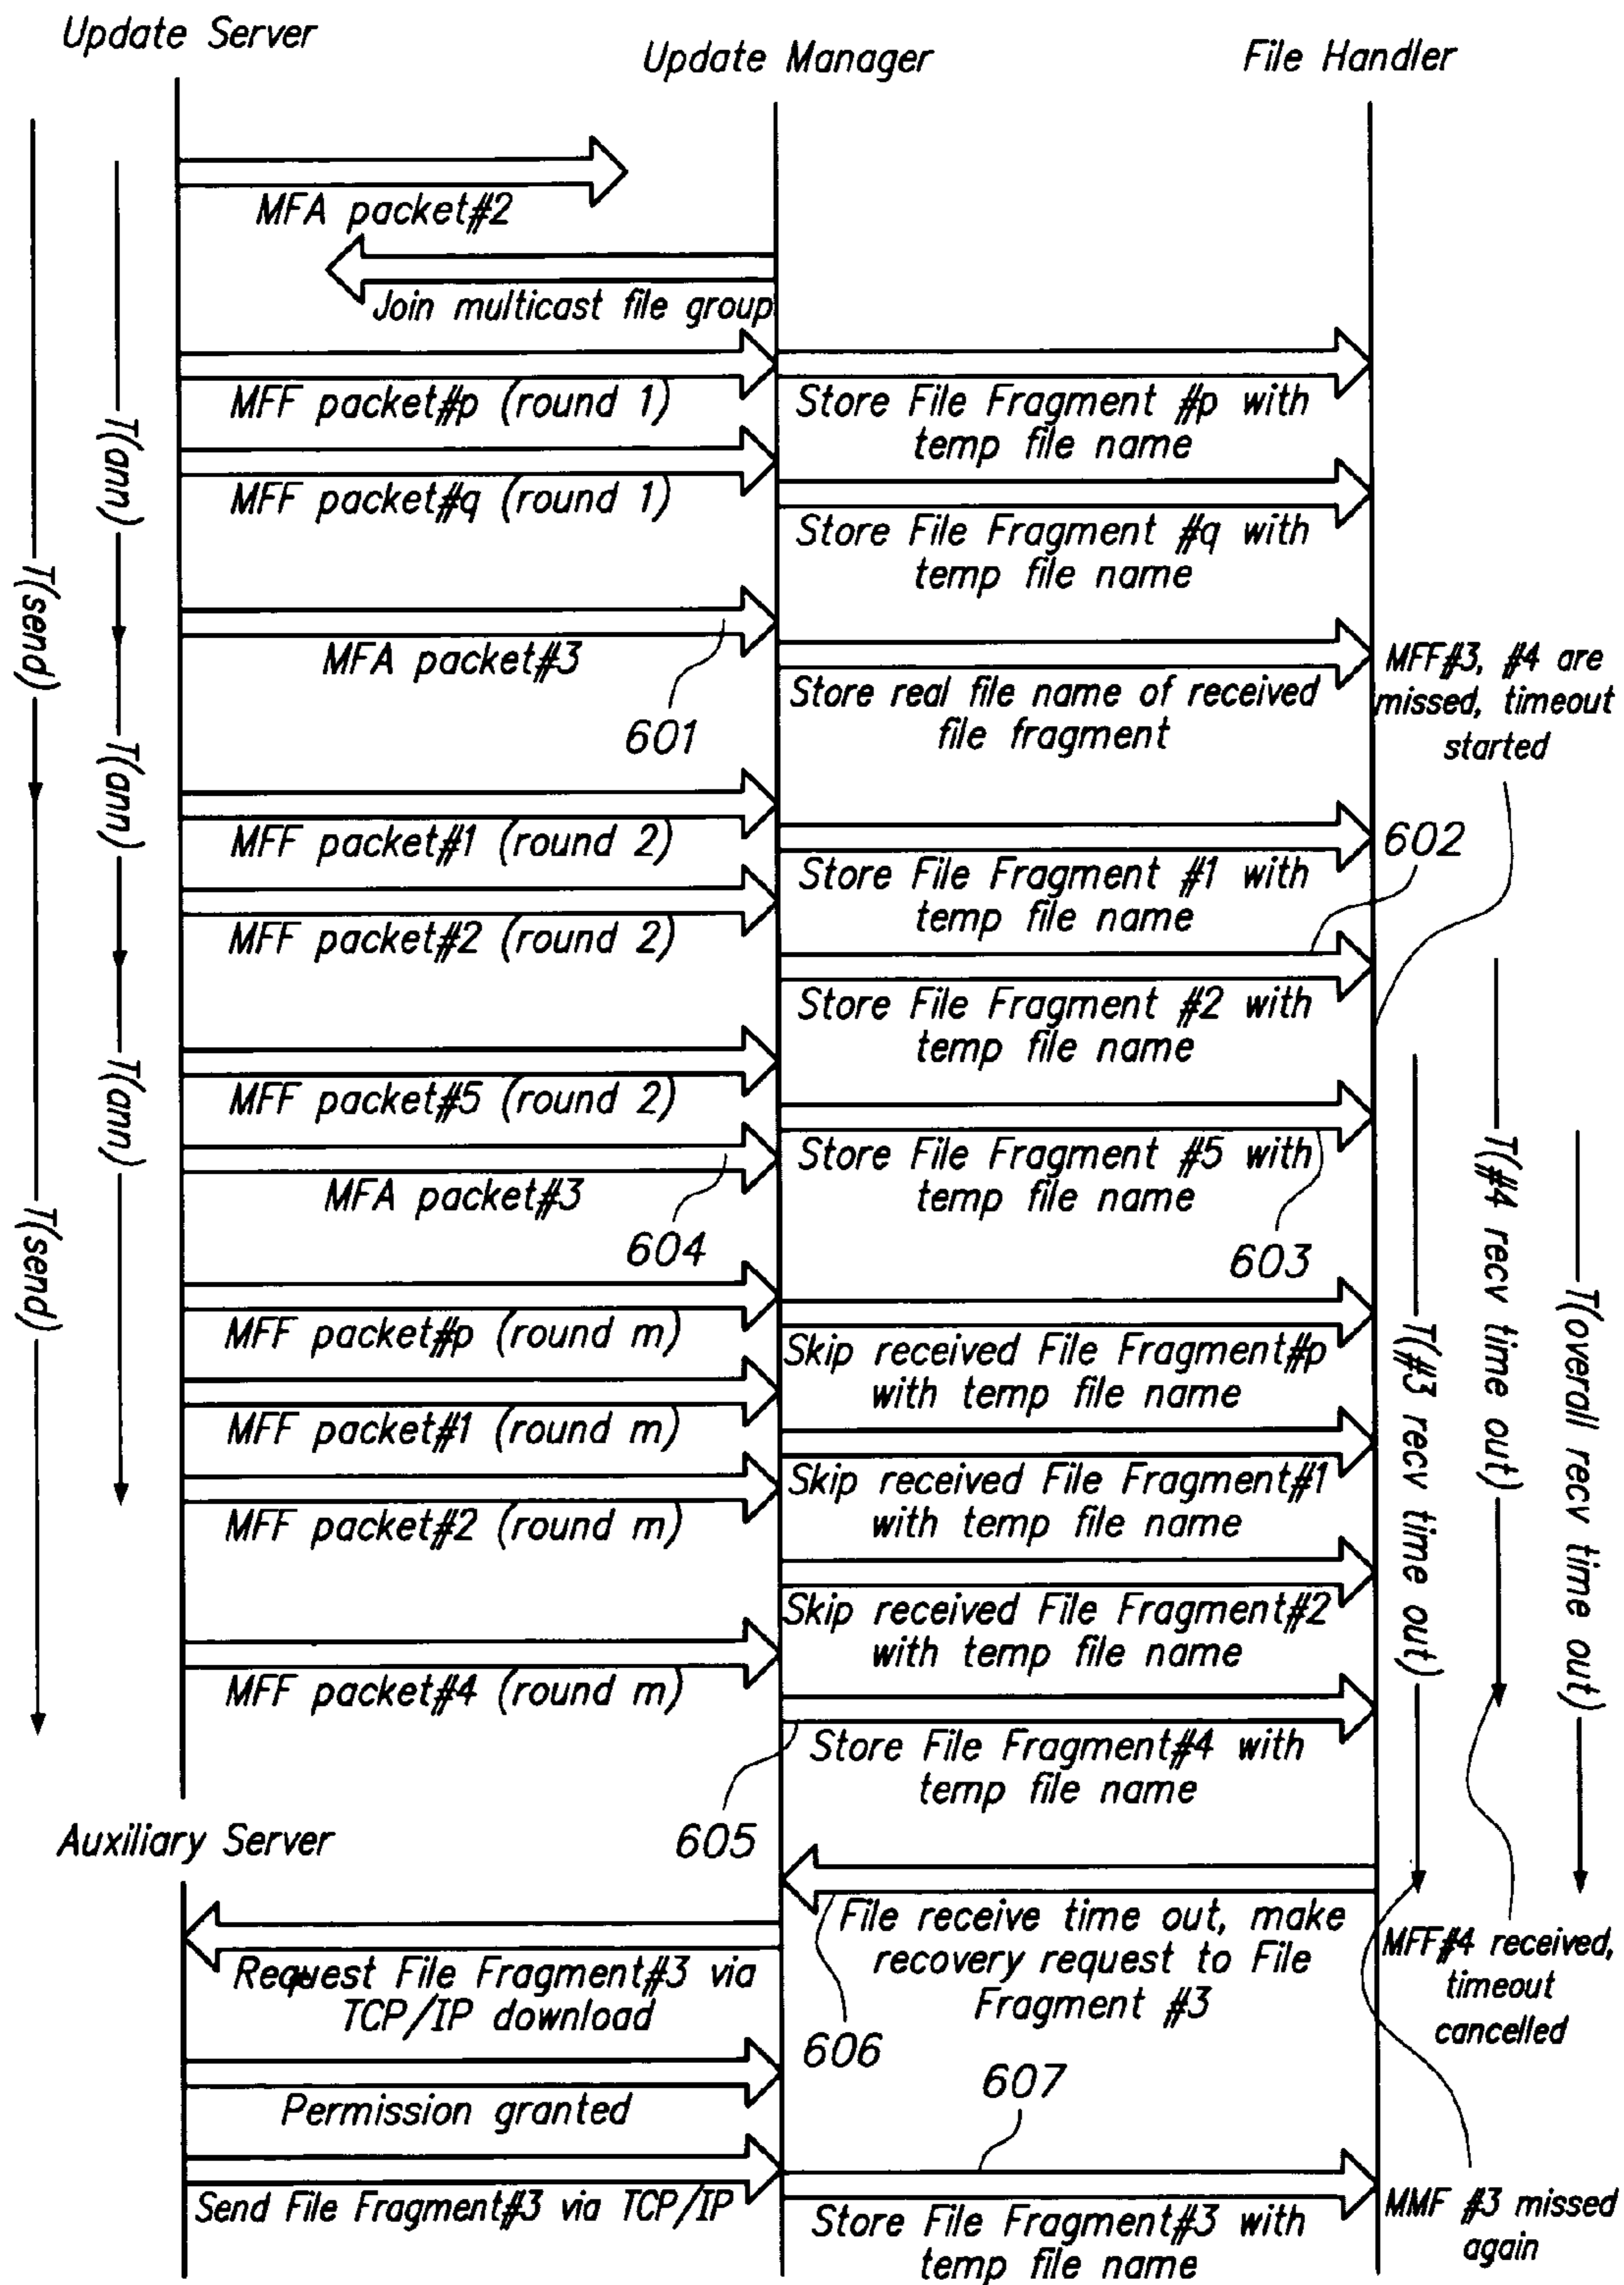 Update Server
Update Manager
File Handler
MFA packet#2
Join multicast file group
MFF packet#p (round 1)
Store File Fragment #p with
temp file name
MFF packet#q (round 1)
Store File Fragment #q with
temp file name
T(ann)
T(send)
MFA packet#3
601
Store real file name of received
file fragment
MFF#3, #4 are
missed, timeout
started
T(ann)
MFF packet#1 (round 2)
Store File Fragment #1 with
temp file name
602
MFF packet#2 (round 2)
Store File Fragment #2 with
temp file name
T(ann)
MFF packet#5 (round 2)
Store File Fragment #5 with
temp file name
MFA packet#3
604
603
T(send)
T(#3 recv time out)
T(#4 recv time out)
T(overall recv time out)
MFF packet#p (round m)
Skip received File Fragment#p
with temp file name
MFF packet#1 (round m)
Skip received File Fragment#1
with temp file name
MFF packet#2 (round m)
Skip received File Fragment#2
with temp file name
MFF packet#4 (round m)
Store File Fragment#4 with
temp file name
605
Auxiliary Server
File receive time out, make
recovery request to File
Fragment #3
606
MFF#4 received,
timeout
cancelled
Request File Fragment#3 via
TCP/IP download
Permission granted
607
Send File Fragment#3 via TCP/IP
Store File Fragment#3 with
temp file name
MMF #3 missed
again